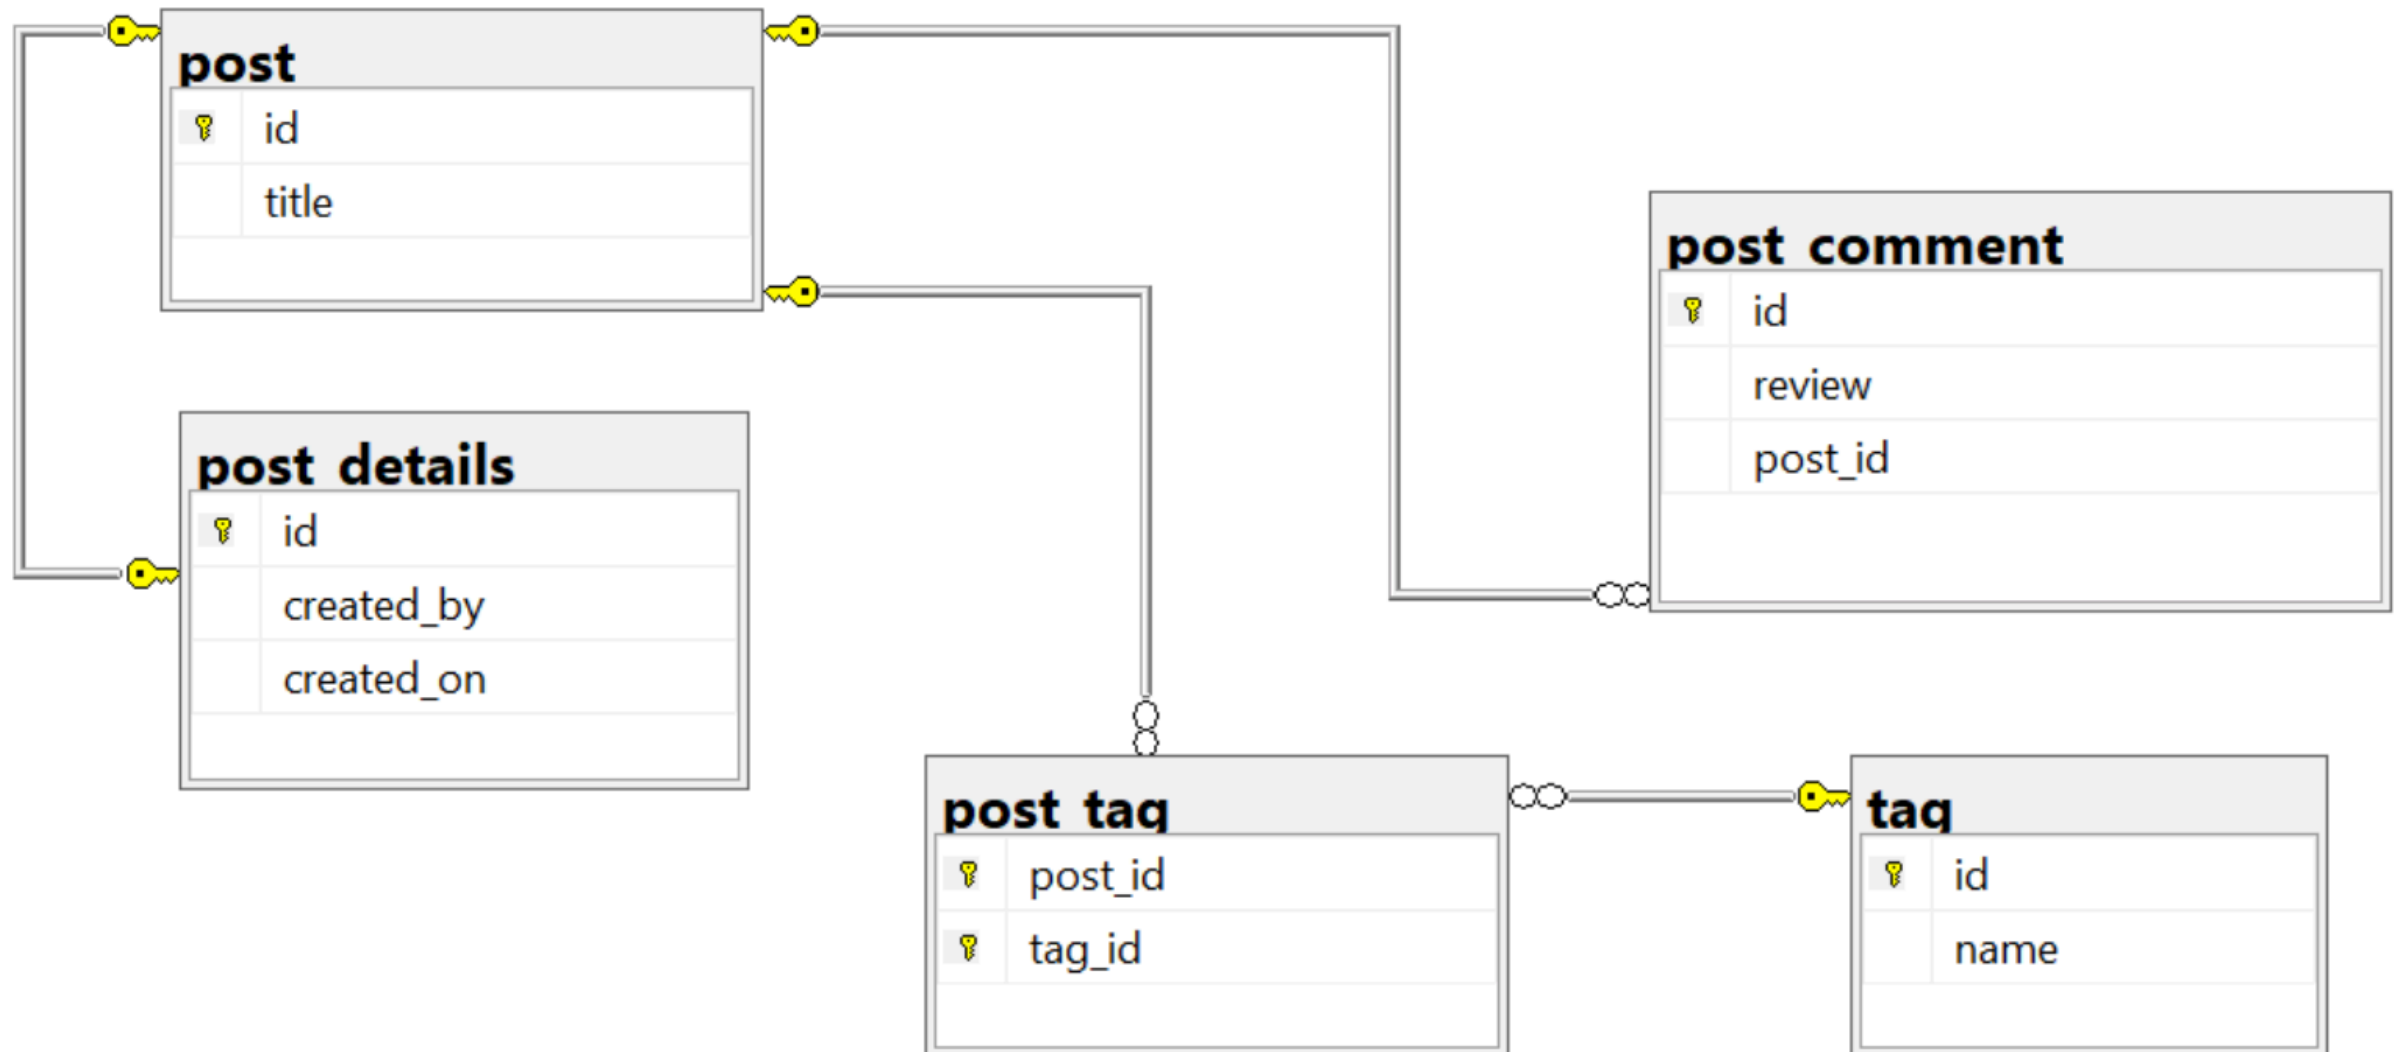 post
id
title
post_details
id
created_by
created_on
post_comment
id
review
post_id
post_tag
post_id
tag_id
tag
id
name